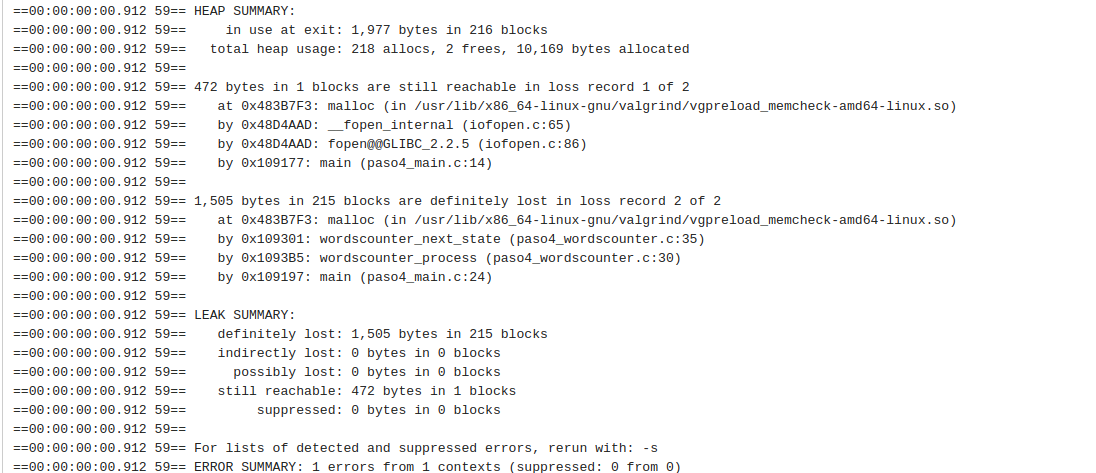 ==00:00:00:00.912 59== HEAP SUMMARY:
==00:00:00:00.912 59==     in use at exit: 1,977 bytes in 216 blocks
==00:00:00:00.912 59==   total heap usage: 218 allocs, 2 frees, 10,169 bytes allocated
==00:00:00:00.912 59==
==00:00:00:00.912 59== 472 bytes in 1 blocks are still reachable in loss record 1 of 2
==00:00:00:00.912 59==    at 0x483B7F3: malloc (in /usr/lib/x86_64-linux-gnu/valgrind/vgpreload_memcheck-amd64-linux.so)
==00:00:00:00.912 59==    by 0x48D4AAD: __fopen_internal (iofopen.c:65)
==00:00:00:00.912 59==    by 0x48D4AAD: fopen@@GLIBC_2.2.5 (iofopen.c:86)
==00:00:00:00.912 59==    by 0x109177: main (paso4_main.c:14)
==00:00:00:00.912 59==
==00:00:00:00.912 59== 1,505 bytes in 215 blocks are definitely lost in loss record 2 of 2
==00:00:00:00.912 59==    at 0x483B7F3: malloc (in /usr/lib/x86_64-linux-gnu/valgrind/vgpreload_memcheck-amd64-linux.so)
==00:00:00:00.912 59==    by 0x109301: wordscounter_next_state (paso4_wordscounter.c:35)
==00:00:00:00.912 59==    by 0x1093B5: wordscounter_process (paso4_wordscounter.c:30)
==00:00:00:00.912 59==    by 0x109197: main (paso4_main.c:24)
==00:00:00:00.912 59==
==00:00:00:00.912 59== LEAK SUMMARY:
==00:00:00:00.912 59==    definitely lost: 1,505 bytes in 215 blocks
==00:00:00:00.912 59==    indirectly lost: 0 bytes in 0 blocks
==00:00:00:00.912 59==      possibly lost: 0 bytes in 0 blocks
==00:00:00:00.912 59==    still reachable: 472 bytes in 1 blocks
==00:00:00:00.912 59==         suppressed: 0 bytes in 0 blocks
==00:00:00:00.912 59==
==00:00:00:00.912 59== For lists of detected and suppressed errors, rerun with: -s
==00:00:00:00.912 59== ERROR SUMMARY: 1 errors from 1 contexts (suppressed: 0 from 0)